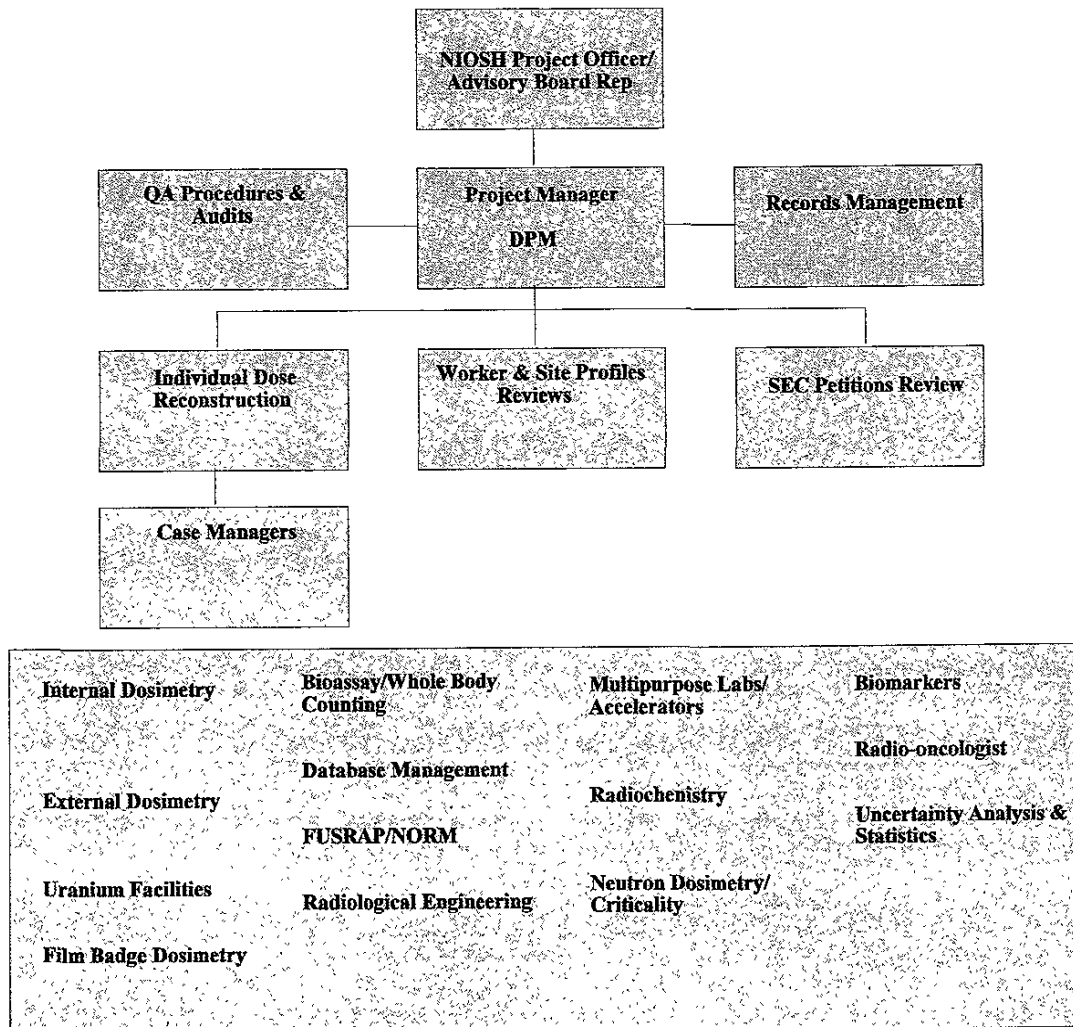 NIOSH Project Officer/
Advisory Board Rep
QA Procedures &
Audits
Project Manager
DPM
Records Management
Individual Dose
Reconstruction
Worker & Site Profiles
Reviews
SEC Petitions Review
Case Managers
Internal Dosimetry
External Dosimetry
Uranium Facilities
Film Badge Dosimetry
Bioassay/Whole Body
Counting
Database Management
FUSRAP/NORM
Radiological Engineering
Multipurpose Labs/
Accelerators
Radiochenistry
Neutron Dosimetry/
Criticality
Biomarkers
Radio-oncologist
Uncertainty Analysis &
Statistics